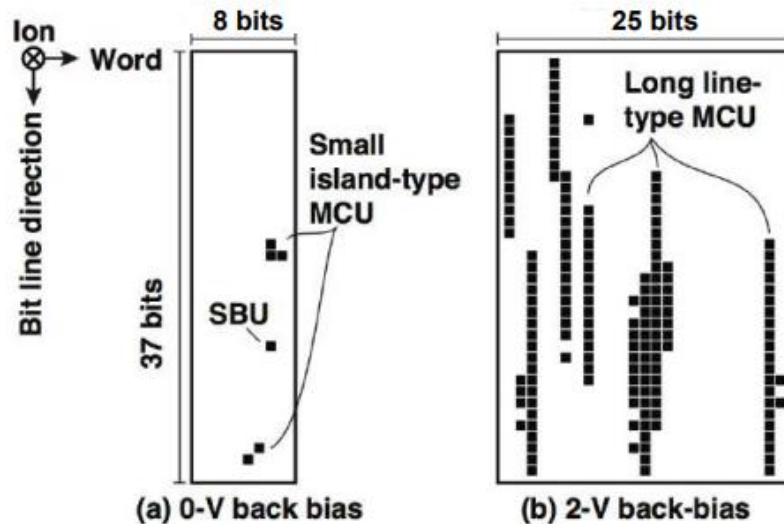 8 bits
25 bits
Ion
Word
Bit line direction
37 bits
Small
island-type
MCU
SBU
Long line-
type MCU
(a) 0-V back bias
(b) 2-V back-bias